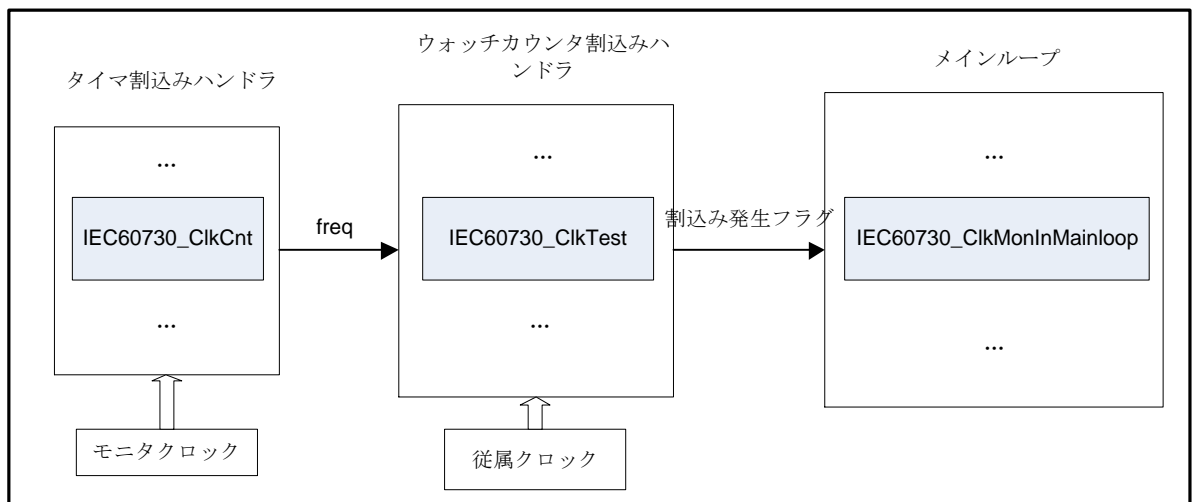 タイマ割込みハンドラ
...
IEC60730_ClkCnt
...
モニタクロック
freq
ウォッチカウンタ割込みハ
ンドラ
...
IEC60730_ClkTest
...
従属クロック
割込み発生フラグ
メインループ
...
IEC60730_ClkMonInMainloop
...